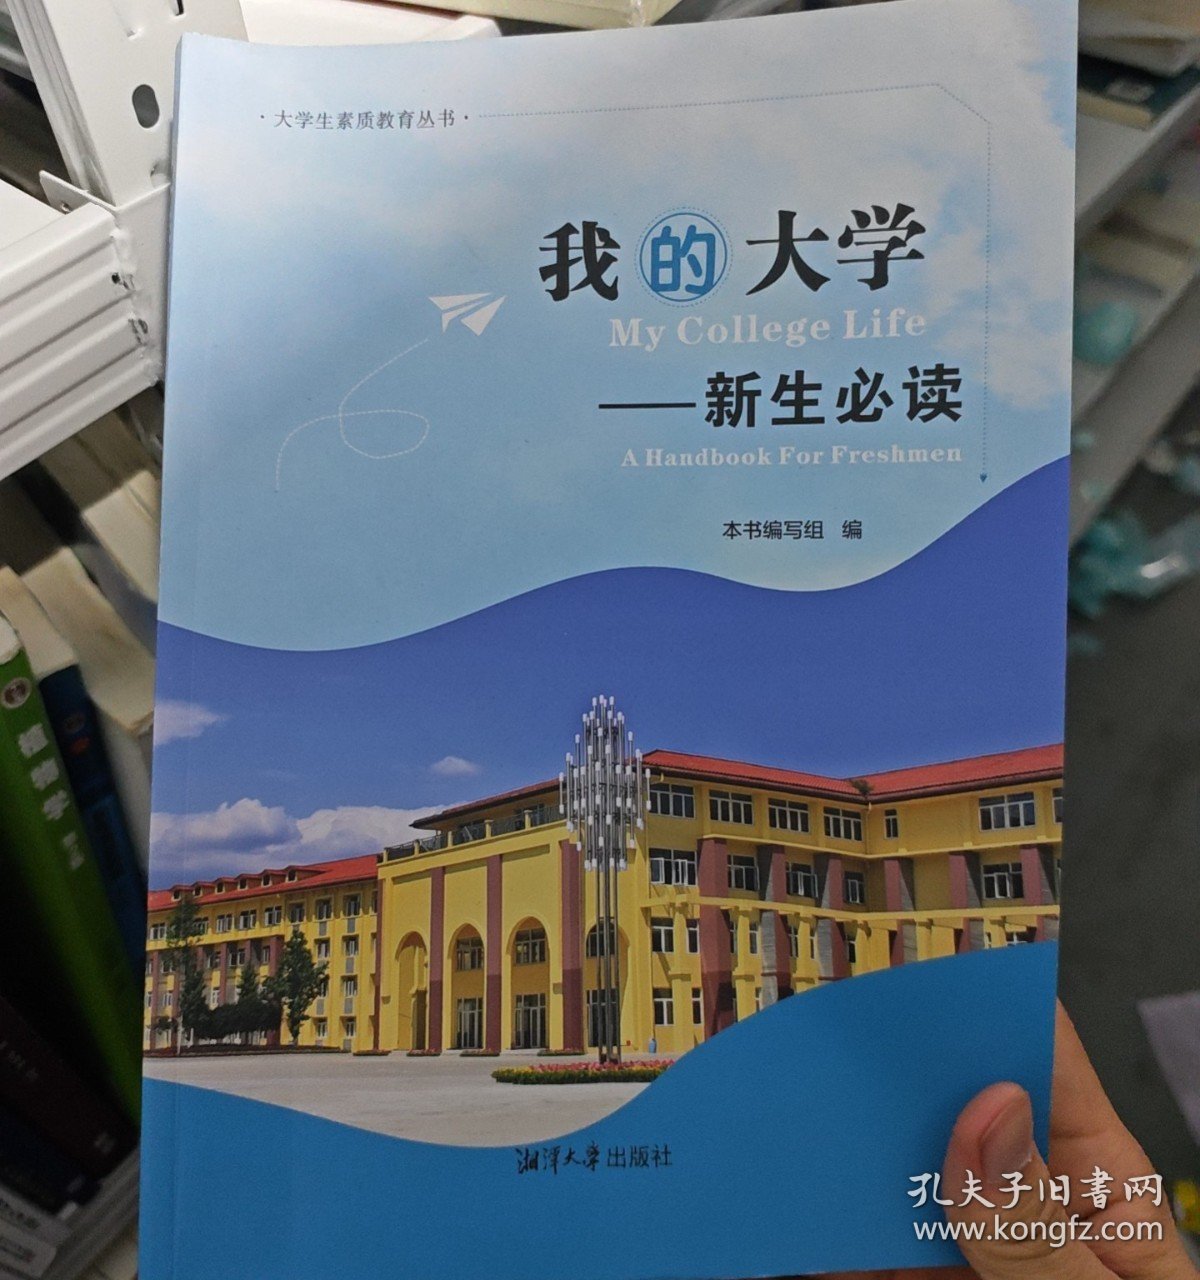 ·大学生素质教育丛书·
我的大学
My College Life
——新生必读
A Handbook For Freshmen
本书编写组 编
湘潭大学出版社
孔夫子旧書网
www.kongfz.com